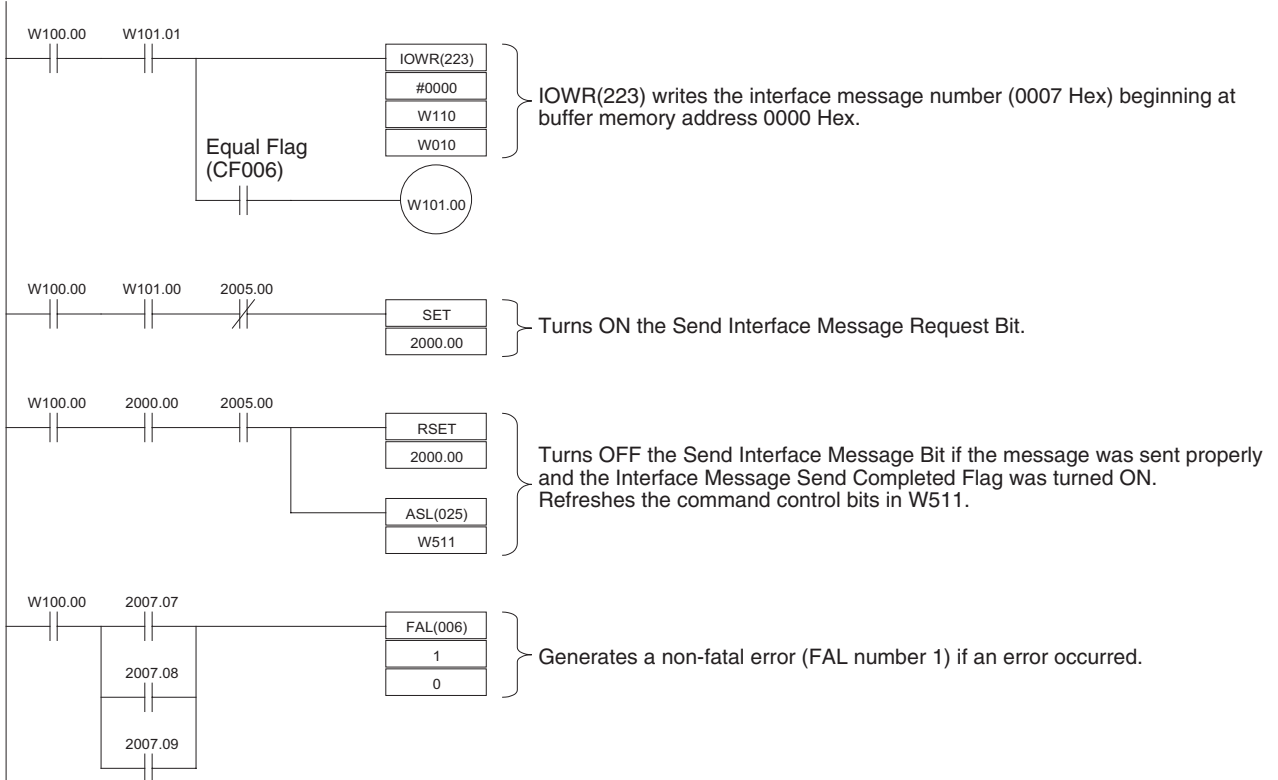 W100.00 W101.01
IOWR(223)
#0000
W110
W010
IOWR(223) writes the interface message number (0007 Hex) beginning at
buffer memory address 0000 Hex.
Equal Flag
(CF006)
W101.00
W100.00 W101.00 2005.00
SET
2000.00
Turns ON the Send Interface Message Request Bit.
W100.00 2000.00 2005.00
RSET
2000.00
ASL(025)
W511
Turns OFF the Send Interface Message Bit if the message was sent properly
and the Interface Message Send Completed Flag was turned ON.
Refreshes the command control bits in W511.
W100.00 2007.07
FAL(006)
1
0
Generates a non-fatal error (FAL number 1) if an error occurred.
2007.08
2007.09